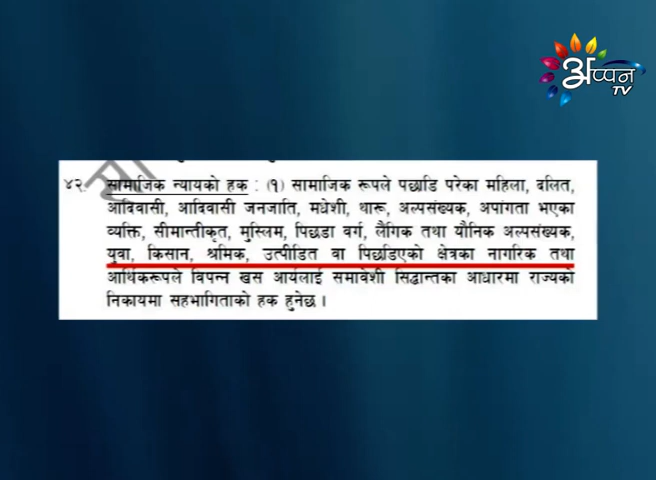 अप्पन
TV
४२. सामाजिक न्यायको हक : (१) सामाजिक रूपले पछाडि परेका महिला, दलित,
आदिवासी, आदिवासी जनजाति, मधेशी, थारू, अल्पसंख्यक, अपांगता भएका
व्यक्ति, सीमान्तीकृत, मुस्लिम, पिछडा वर्ग, लैंगिक तथा यौनिक अल्पसंख्यक,
युवा, किसान, श्रमिक, उत्पीडित वा पिछडिएको क्षेत्रका नागरिक तथा
आर्थिकरूपले विपन्न खस आर्यलाई समावेशी सिद्धान्तका आधारमा राज्यको
निकायमा सहभागिताको हक हुनेछ ।